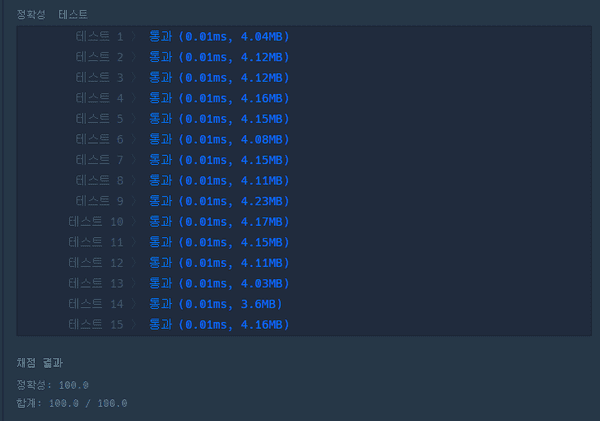 정확성 테스트
테스트 1 〉 통과 (0.01ms, 4.04MB)
테스트 2 〉 통과 (0.01ms, 4.12MB)
테스트 3 〉 통과 (0.01ms, 4.12MB)
테스트 4 〉 통과 (0.01ms, 4.16MB)
테스트 5 〉 통과 (0.01ms, 4.15MB)
테스트 6 〉 통과 (0.01ms, 4.08MB)
테스트 7 〉 통과 (0.01ms, 4.15MB)
테스트 8 〉 통과 (0.01ms, 4.11MB)
테스트 9 〉 통과 (0.01ms, 4.23MB)
테스트 10 〉 통과 (0.01ms, 4.17MB)
테스트 11 〉 통과 (0.01ms, 4.15MB)
테스트 12 〉 통과 (0.01ms, 4.11MB)
테스트 13 〉 통과 (0.01ms, 4.03MB)
테스트 14 〉 통과 (0.01ms, 3.6MB)
테스트 15 〉 통과 (0.01ms, 4.16MB)
채점 결과
정확성: 100.0
합계: 100.0 / 100.0